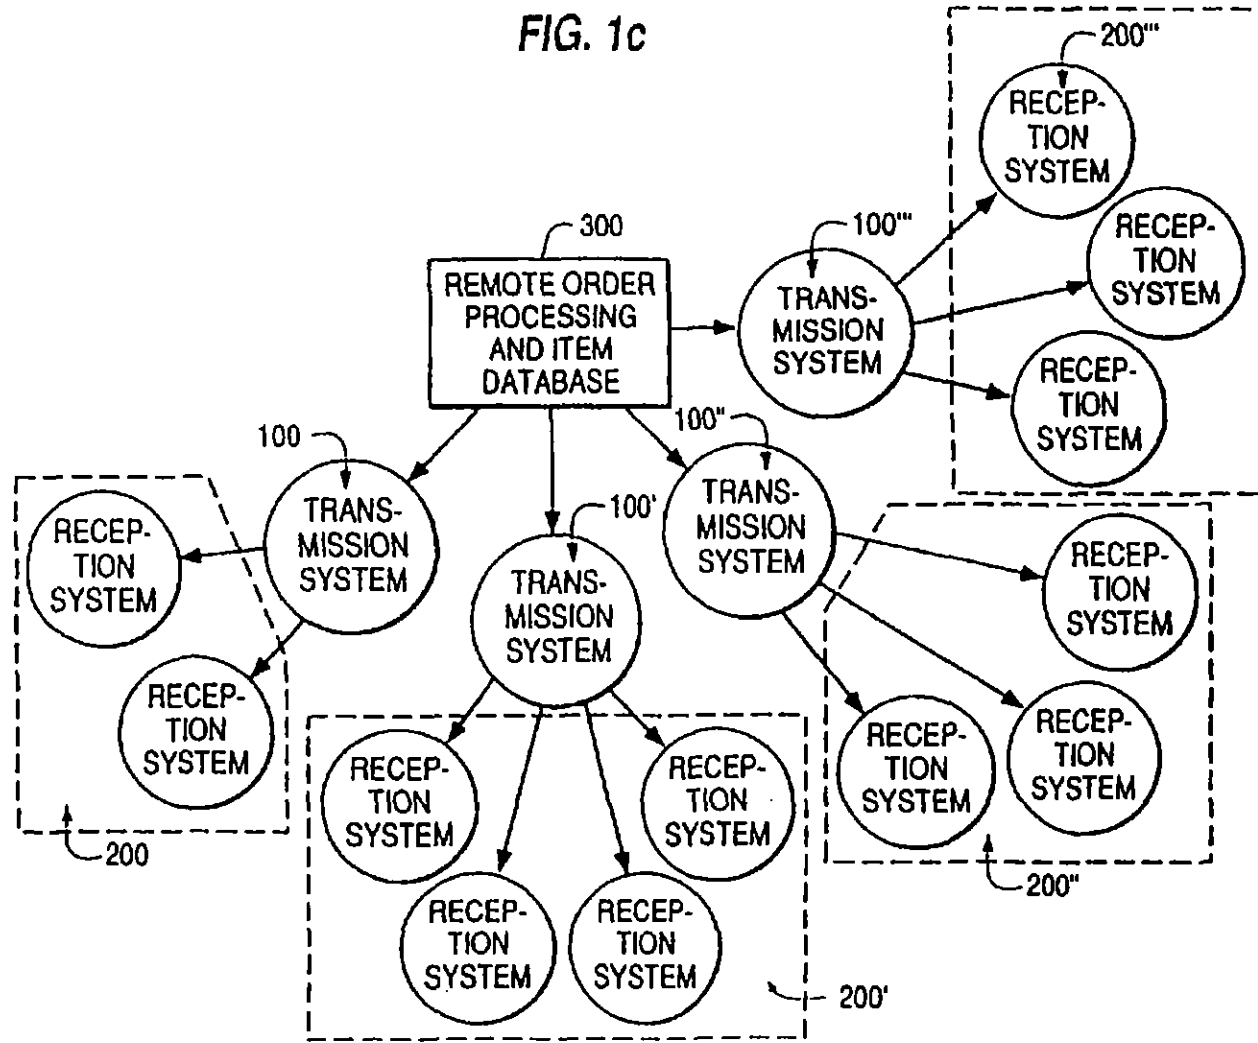 FIG. 1c
200'''
RECEP-
TION
SYSTEM
RECEP-
TION
SYSTEM
RECEP-
TION
SYSTEM
100'''
TRANS-
MISSION
SYSTEM
300
REMOTE ORDER
PROCESSING
AND ITEM
DATABASE
100
TRANS-
MISSION
SYSTEM
100'
TRANS-
MISSION
SYSTEM
100"
TRANS-
MISSION
SYSTEM
RECEP-
TION
SYSTEM
RECEP-
TION
SYSTEM
200
RECEP-
TION
SYSTEM
RECEP-
TION
SYSTEM
RECEP-
TION
SYSTEM
RECEP-
TION
SYSTEM
200'
RECEP-
TION
SYSTEM
RECEP-
TION
SYSTEM
RECEP-
TION
SYSTEM
200"